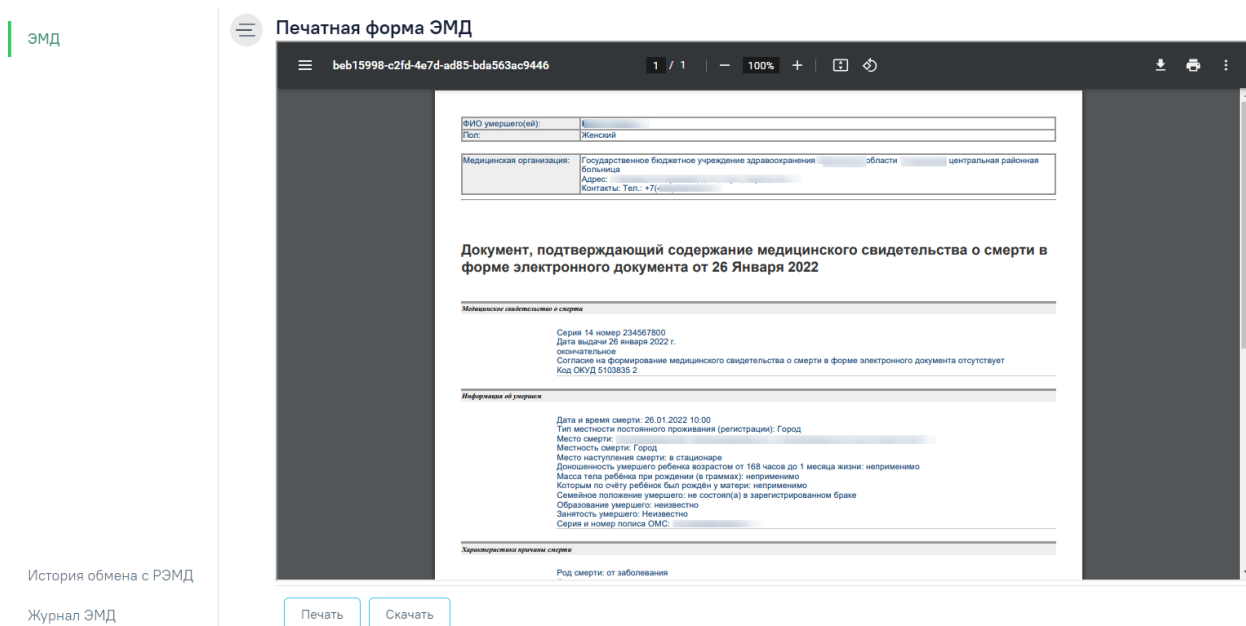 ЭМД
Печатная форма ЭМД
beb15998-c2fd-4e7d-ad85-bda563ac9446
1 / 1
100%
ФИО умершего(ей):
Пол: Женский
Медицинская организация: Государственное бюджетное учреждение здравоохранения области центральная районная
больница
Адрес:
Контакты: Тел.: +7(
Документ, подтверждающий содержание медицинского свидетельства о смерти в
форме электронного документа от 26 Января 2022
Медицинское свидетельство о смерти
Серия 14 номер 234567800
Дата выдачи 26 января 2022 г.
окончательное
Согласие на формирование медицинского свидетельства о смерти в форме электронного документа отсутствует
Код ОКУД 5103835 2
Информация об умершем
Дата и время смерти: 26.01.2022 10:00
Тип местности постоянного проживания (регистрации): Город
Место смерти:
Местность смерти: Город
Место наступления смерти: в стационаре
Доношенность умершего ребенка возрастом от 168 часов до 1 месяца жизни: неприменимо
Масса тела ребёнка при рождении (в граммах): неприменимо
Которым по счёту ребёнок был рождён у матери: неприменимо
Семейное положение умершего: не состоял(а) в зарегистрированном браке
Образование умершего: неизвестно
Занятость умершего: Неизвестно
Серия и номер полиса ОМС:
Характеристика причины смерти
Род смерти: от заболевания
История обмена с РЭМД
Журнал ЭМД
Печать
Скачать